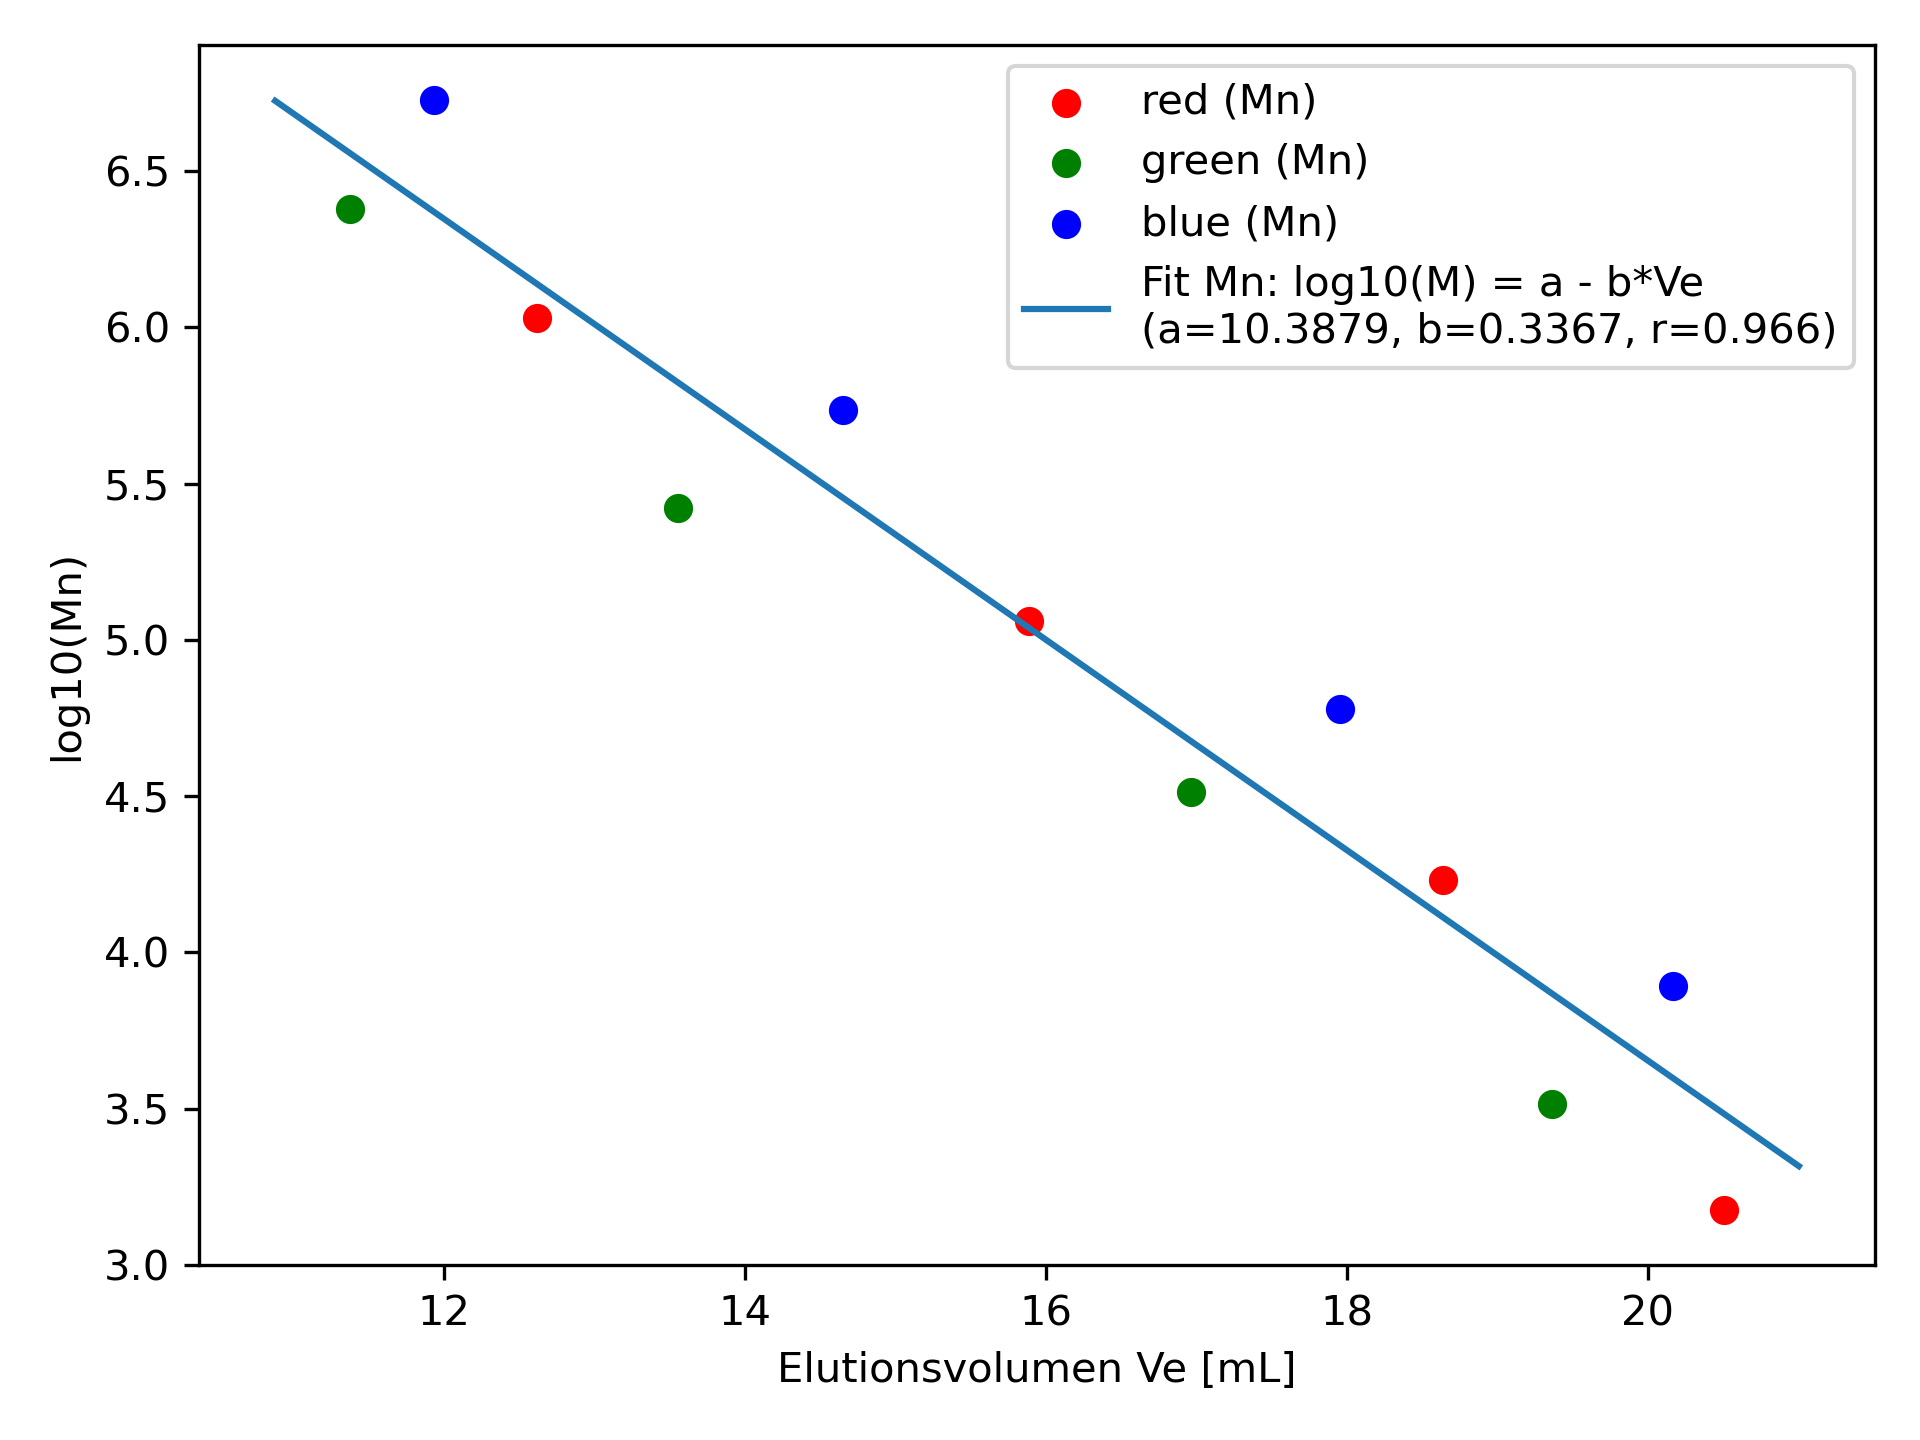 red (Mn)
green (Mn)
blue (Mn)
Fit Mn: log10(M) = a - b*Ve
(a=10.3879, b=0.3367, r=0.966)
log10(Mn)
6.5
6.0
5.5
5.0
4.5
4.0
3.5
3.0
12 14 16 18 20
Elutionsvolumen Ve [mL]